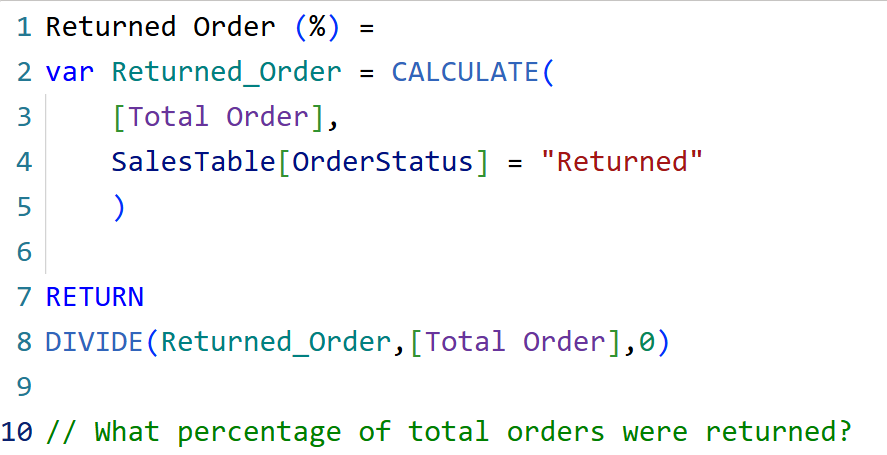 1 Returned Order (%) =
2 var Returned_Order = CALCULATE(
3 [Total Order],
4 SalesTable[OrderStatus] = "Returned"
5 )
6
7 RETURN
8 DIVIDE(Returned_Order,[Total Order],0)
9
10 // What percentage of total orders were returned?